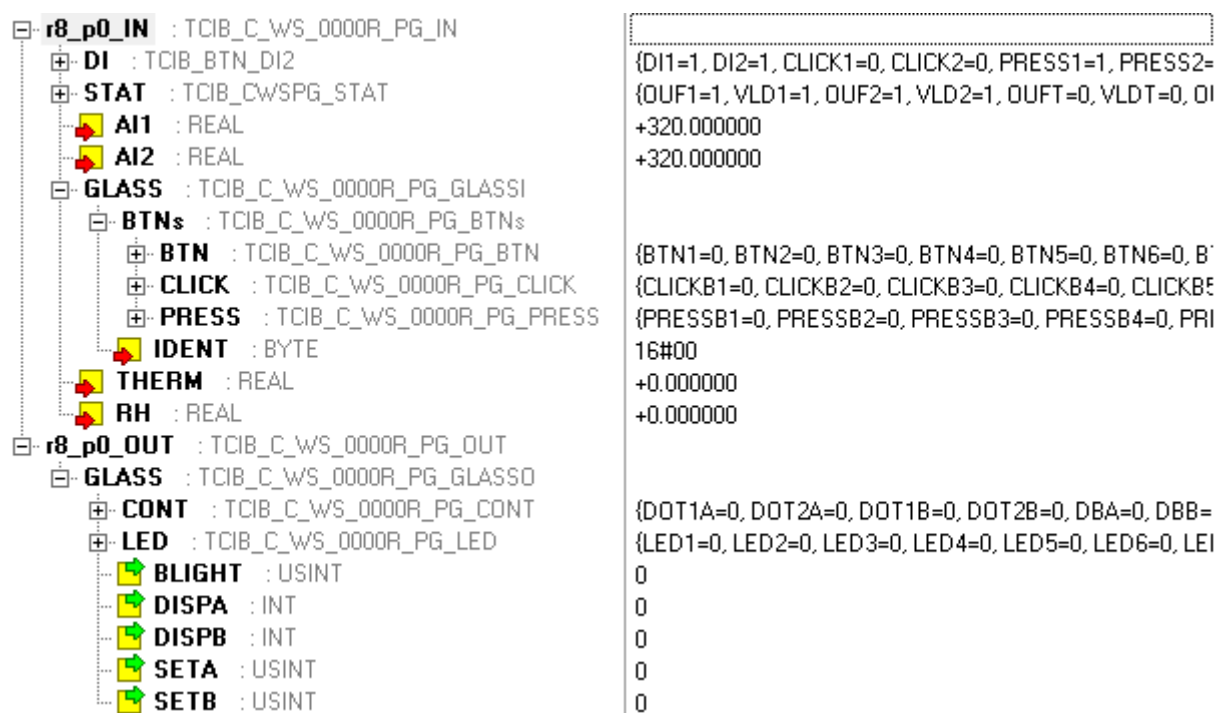 r8_p0_IN : TCIB_C_WS_0000R_PG_IN
DI : TCIB_BTN_DI2 {DI1=1, DI2=1, CLICK1=0, CLICK2=0, PRESS1=1, PRESS2=
STAT : TCIB_CWSPG_STAT {OUF1=1, VLD1=1, OUF2=1, VLD2=1, OUFT=0, VLDT=0,
AI1 : REAL +320.000000
AI2 : REAL +320.000000
GLASS : TCIB_C_WS_0000R_PG_GLASSI
BTNs : TCIB_C_WS_0000R_PG_BTNs
BTN : TCIB_C_WS_0000R_PG_BTN {BTN1=0, BTN2=0, BTN3=0, BTN4=0, BTN5=0, BTN6=0,
CLICK : TCIB_C_WS_0000R_PG_CLICK {CLICKB1=0, CLICKB2=0, CLICKB3=0, CLICKB4=0, CLICKB5
PRESS : TCIB_C_WS_0000R_PG_PRESS {PRESSB1=0, PRESSB2=0, PRESSB3=0, PRESSB4=0,
IDENT : BYTE 16#00
THERM : REAL +0.000000
RH : REAL +0.000000
r8_p0_OUT : TCIB_C_WS_0000R_PG_OUT
GLASS : TCIB_C_WS_0000R_PG_GLASSO
CONT : TCIB_C_WS_0000R_PG_CONT {DOT1A=0, DOT2A=0, DOT1B=0, DOT2B=0, DBA=0, DBB=
LED : TCIB_C_WS_0000R_PG_LED {LED1=0, LED2=0, LED3=0, LED4=0, LED5=0, LED6=0,
BLIGHT : USINT 0
DISPA : INT 0
DISPB : INT 0
SETA : USINT 0
SETB : USINT 0